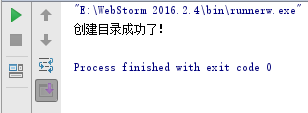 "E:\WebStorm 2016.2.4\bin\runnerw.exe"
创建目录成功了！
Process finished with exit code 0